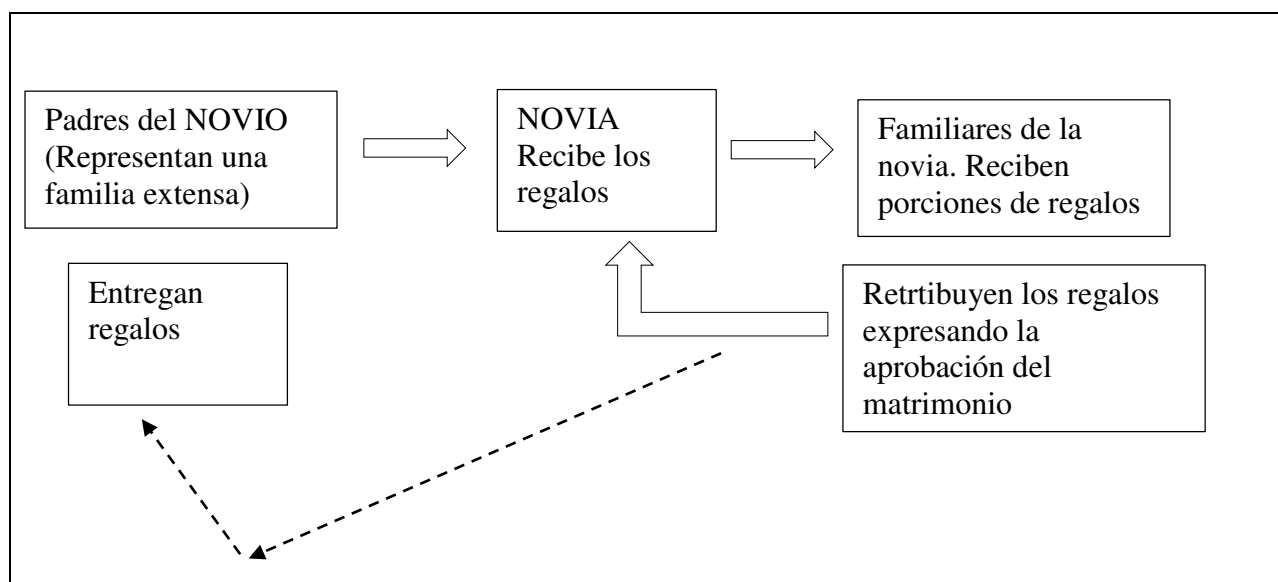 Padres del NOVIO
(Representan una
familia extensa)
NOVIA
Recibe los
regalos
Familiares de la
novia. Reciben
porciones de regalos
Entregan
regalos
Retrtibuyen los regalos
expresando la
aprobación del
matrimonio